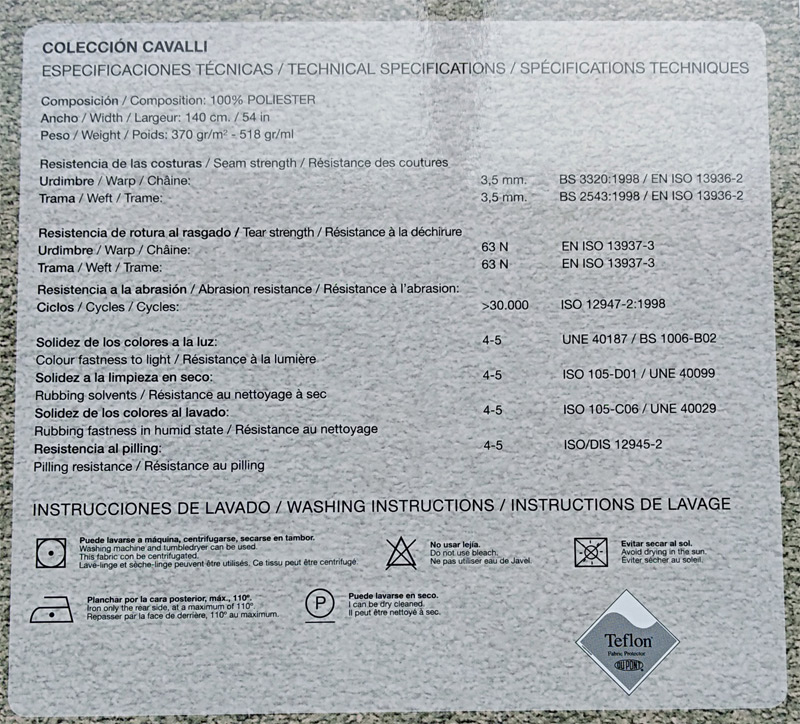 COLECCIÓN CAVALLI
ESPECIFICACIONES TÉCNICAS / TECHNICAL SPECIFICATIONS / SPÉCIFICATIONS TECHNIQUES
Composición / Composition: 100% POLIESTER
Ancho / Width / Largeur: 140 cm. / 54 in
Peso / Weight / Poids: 370 gr/m² - 518 gr/ml
Resistencia de las costuras / Seam strength / Résistance des coutures
Urdimbre / Warp / Chaîne: 3,5 mm. BS 3320:1998 / EN ISO 13936-2
Trama / Weft / Trame: 3,5 mm. BS 2543:1998 / EN ISO 13936-2
Resistencia de rotura al rasgado / Tear strength / Résistance à la déchirure
Urdimbre / Warp / Chaîne: 63 N EN ISO 13937-3
Trama / Weft / Trame: 63 N EN ISO 13937-3
Resistencia a la abrasión / Abrasion resistance / Résistance à l'abrasion:
Ciclos / Cycles / Cycles: >30.000 ISO 12947-2:1998
Solidez de los colores a la luz: 4-5 UNE 40187 / BS 1006-B02
Colour fastness to light / Résistance à la lumière
Solidez a la limpieza en seco: 4-5 ISO 105-D01 / UNE 40099
Rubbing solvents / Résistance au nettoyage à sec
Solidez de los colores al lavado: 4-5 ISO 105-C06 / UNE 40029
Rubbing fastness in humid state / Résistance au nettoyage
Resistencia al pilling: 4-5 ISO/DIS 12945-2
Pilling resistance / Résistance au pilling
INSTRUCCIONES DE LAVADO / WASHING INSTRUCTIONS / INSTRUCTIONS DE LAVAGE
Puede lavarse a máquina, centrifugarse, secarse en tambor.
Washing machine and tumbledryer can be used.
This fabric con be centrifugated.
Lave-linge et sèche-linge peuvent être utilisés. Ce tissu peut être centrifugé.
No usar lejía.
Do not use bleach.
Ne pas utiliser eau de Javel.
Evitar secar al sol.
Avoid drying in the sun.
Éviter sécher au soleil.
Planchar por la cara posterior, máx., 110º.
Iron only the rear side, at a maximum of 110º.
Repasser par la face de derrière, 110º au maximum.
P
Puede lavarse en seco.
I can be dry cleaned.
Il peut être nettoyé à sec.
Teflon
Fabric Protector
DU PONT